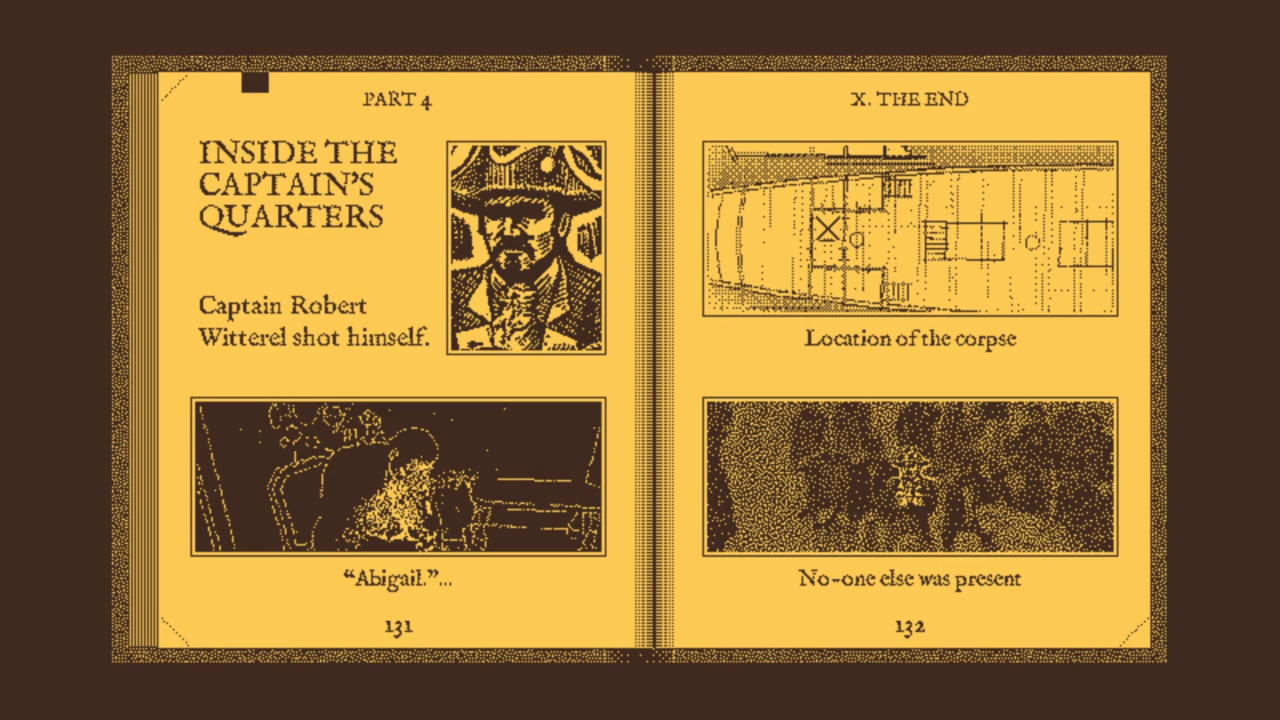 PART 4
INSIDE THE
CAPTAIN'S
QUARTERS
Captain Robert
Witterel shot himself.
"Abigail."...
131
X. THE END
Location of the corpse
No-one else was present
132